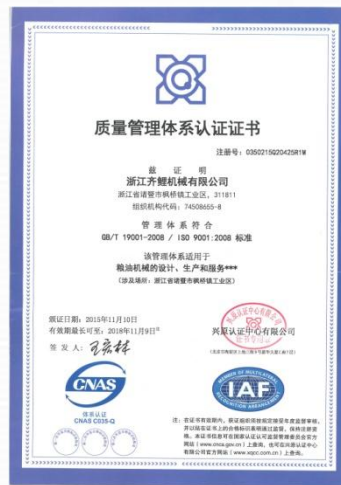 质量管理体系认证证书
注册号：0350215Q20425R1M
兹证明
浙江齐鲤机械有限公司
浙江省诸暨市枫桥镇工业区，311811
组织机构代码：74508655-8
管理体系符合
GB/T 19001-2008 / ISO 9001:2008 标准
该管理体系适用于
粮油机械的设计、生产和服务***
（涉及场所：浙江省诸暨市枫桥镇工业区）
颁证日期：2015年11月10日
有效期最长可至：2018年11月9日
签发人：
兴原认证中心有限公司
CNAS
体系认证
CNAS C035-Q
MEMBER OF MULTILATERAL
RECOGNITION ARRANGEMENT
IAF